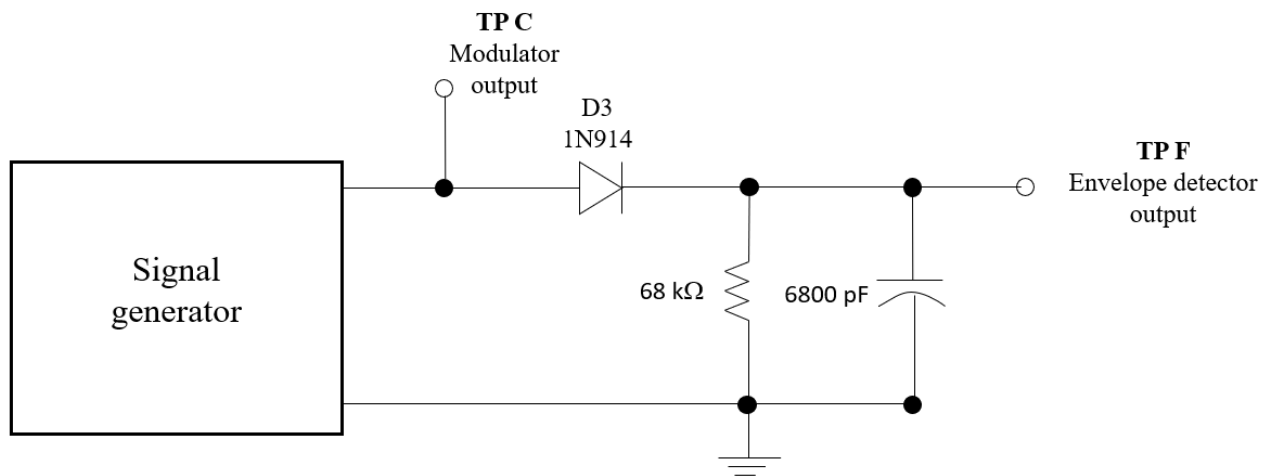 TP C
Modulator
output
D3
1N914
TP F
Envelope detector
output
Signal
generator
68 kΩ
6800 pF